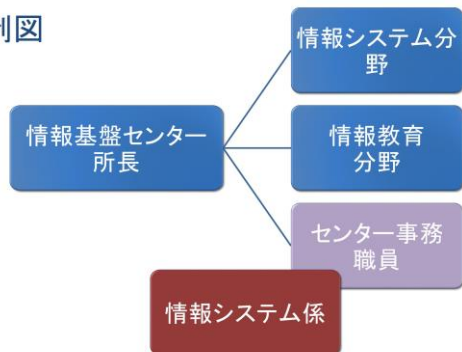 図
情報システム分
野
情報基盤センター
所長
情報教育
分野
センター事務
職員
情報システム係